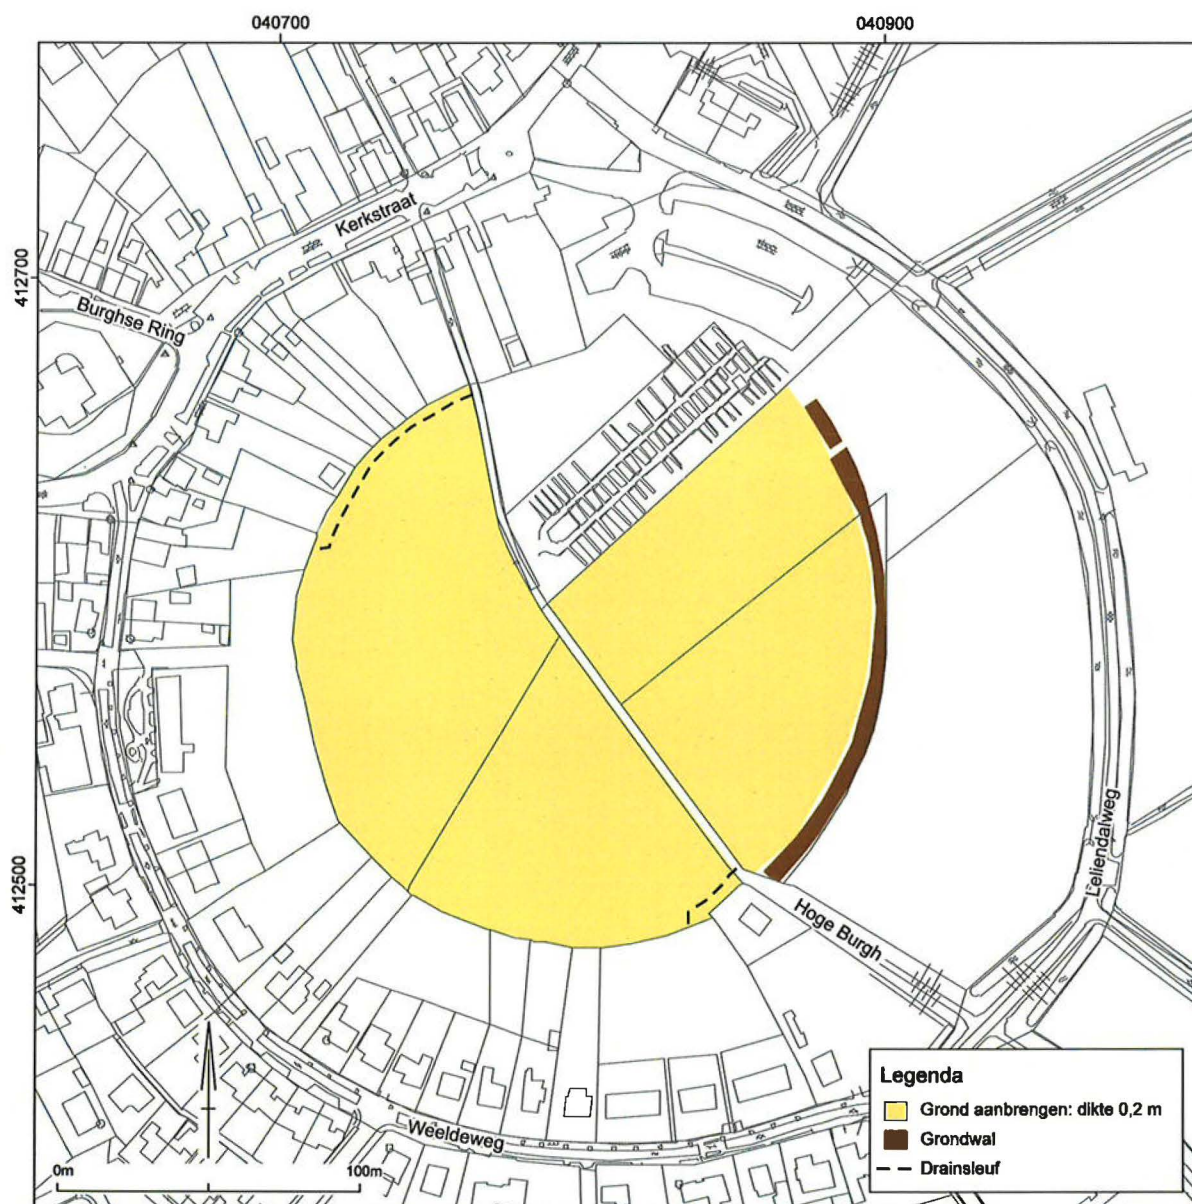 040700
040900
412700
Kerkstraat
Burghse Ring
412500
Leliendalweg
Hoge Burgh
Weeldeweg
0m
100m
Legenda
Grond aanbrengen: dikte 0,2 m
Grondwal
Drainsleuf